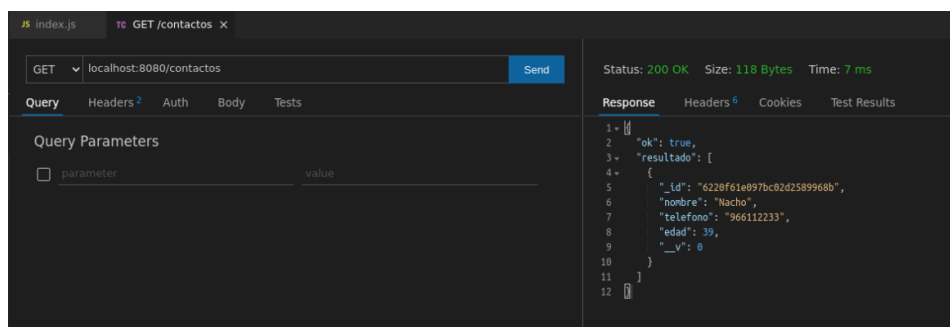 JS index.js TC GET /contactos ×
GET localhost:8080/contactos Send
Query Headers 2 Auth Body Tests
Query Parameters
parameter value
Status: 200 OK Size: 118 Bytes Time: 7 ms
Response Headers 6 Cookies Test Results
1 {
2 "ok": true,
3 "resultado": [
4 {
5 "_id": "6220f61e097bc02d2589968b",
6 "nombre": "Nacho",
7 "telefono": "966112233",
8 "edad": 39,
9 "__v": 0
10 }
11 ]
12 }